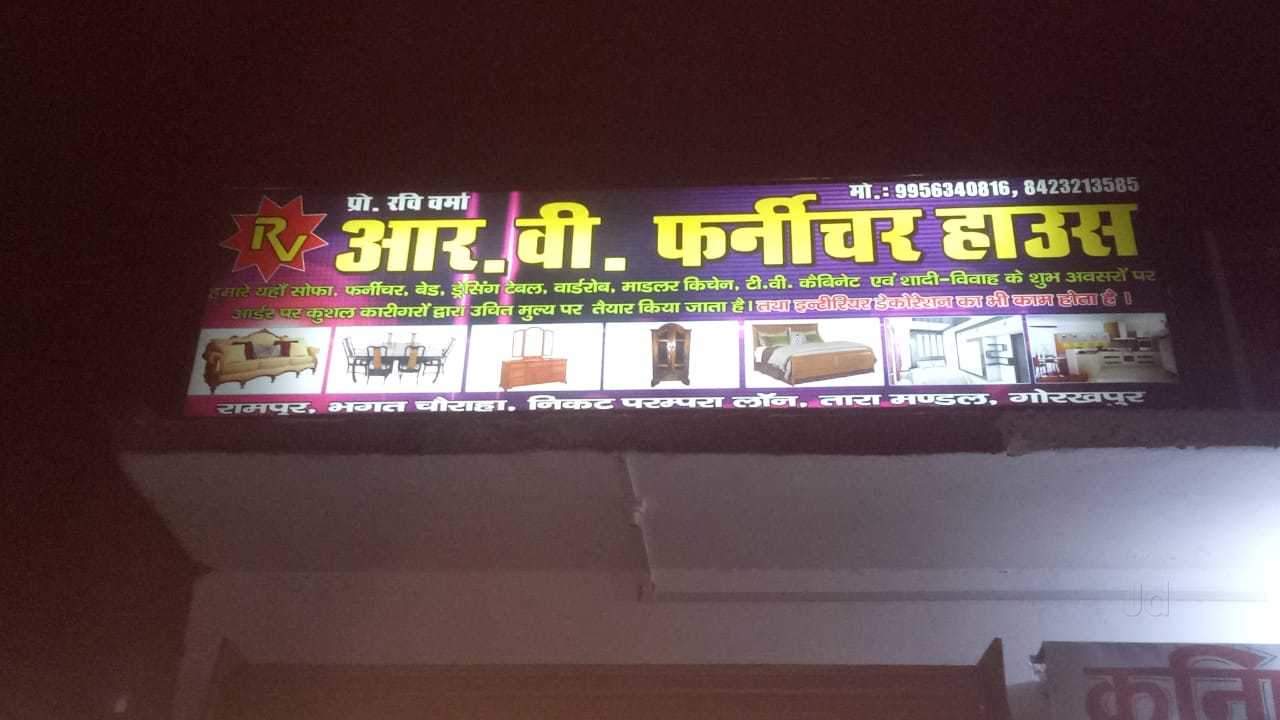 प्रो. रवि वर्मा
मो.: 9956340816, 8423213585
RV
आर. वी. फर्नीचर हाउस
हमारे यहाँ सोफा, फर्नीचर, बेड, ड्रेसिंग टेबल, वार्डरोब, माडलर किचेन, टी.वी. कैबिनेट एवं शादी-विवाह के शुभ अवसरों पर
आर्डर पर कुशल कारीगरों द्वारा उचित मुल्य पर तैयार किया जाता है। तथा इन्टीरियर डेकोरेशन का भी काम होता है ।
रामपुर, भगत चौराहा, निकट परम्परा लॉन, तारा मण्डल, गोरखपुर
Jd